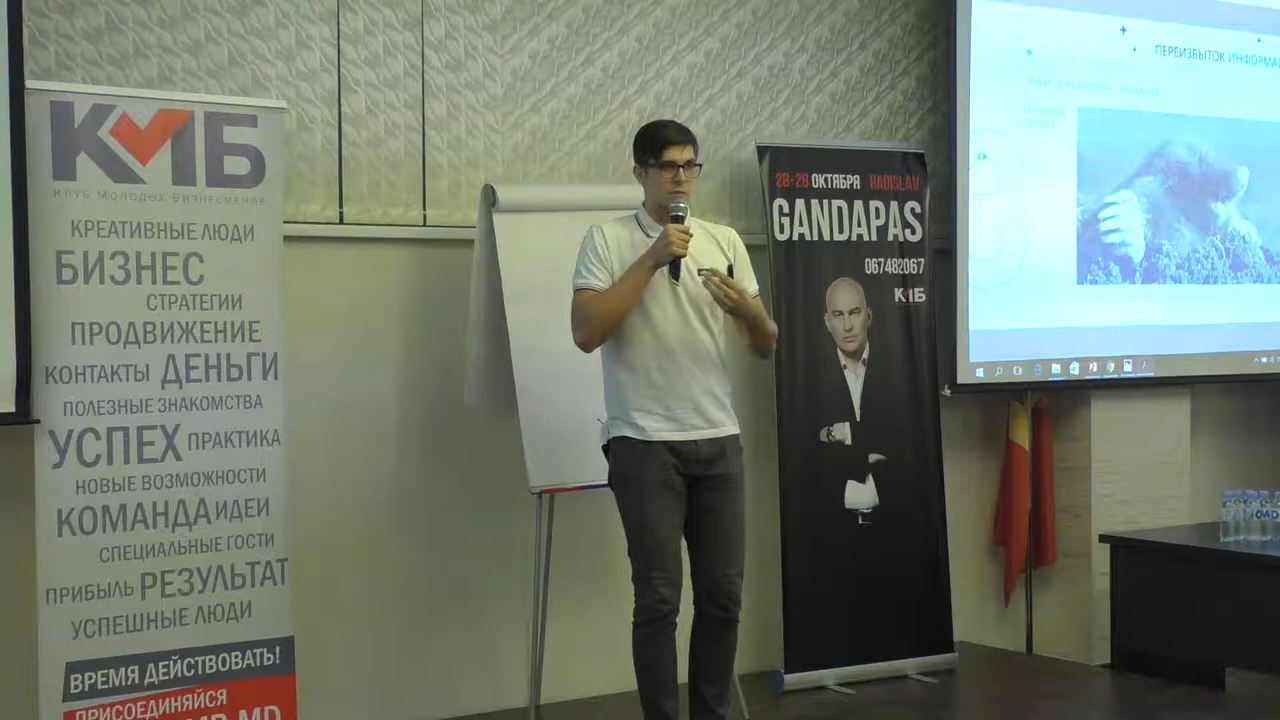 КМБ
КЛУБ МОЛОДЫХ БИЗНЕСМЕНОВ
КРЕАТИВНЫЕ ЛЮДИ
БИЗНЕС
СТРАТЕГИИ
ПРОДВИЖЕНИЕ
КОНТАКТЫ ДЕНЬГИ
ПОЛЕЗНЫЕ ЗНАКОМСТВА
УСПЕХ ПРАКТИКА
НОВЫЕ ВОЗМОЖНОСТИ
КОМАНДА ИДЕИ
СПЕЦИАЛЬНЫЕ ГОСТИ
ПРИБЫЛЬ РЕЗУЛЬТАТ
УСПЕШНЫЕ ЛЮДИ
ВРЕМЯ ДЕЙСТВОВАТЬ!
ПРИСОЕДИНЯЙСЯ
28-29 ОКТЯБРЯ RADISLAV
GANDAPAS
067482067
КМБ
ПЕРЕИЗБЫТОК